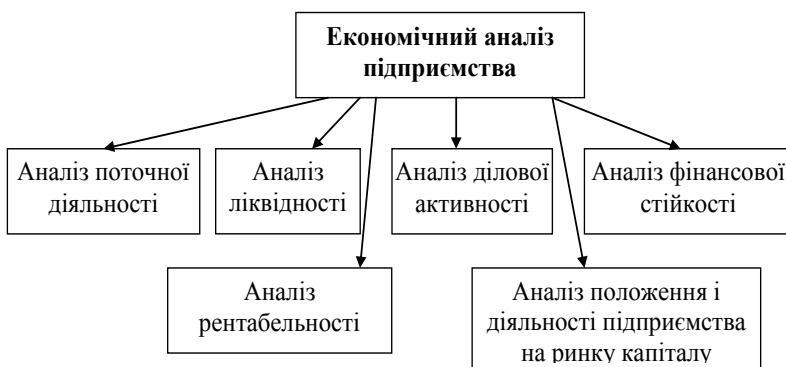 Економічний аналіз
підприємства
Аналіз поточної
діяльності
Аналіз
ліквідності
Аналіз ділової
активності
Аналіз фінансової
стійкості
Аналіз
рентабельності
Аналіз положення і
діяльності підприємства
на ринку капіталу